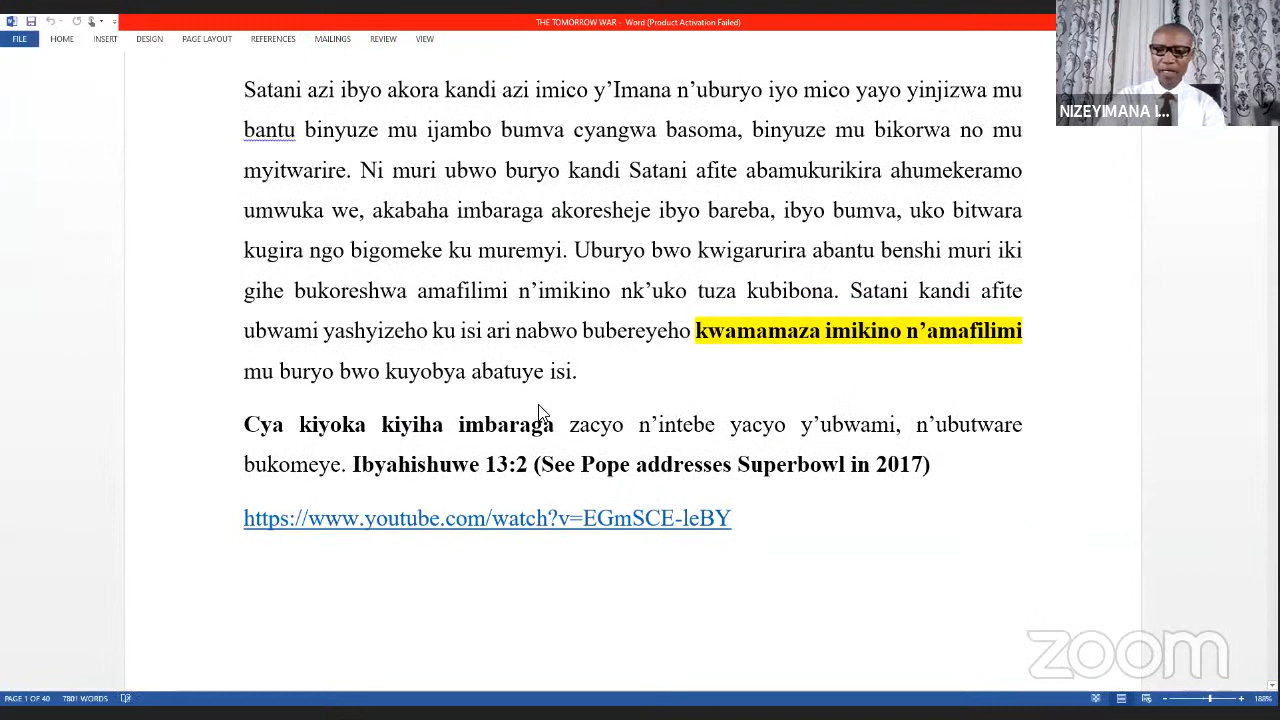 THE TOMORROW WAR - Word (Product Activation Failed)
FILE HOME INSERT DESIGN PAGE LAYOUT REFERENCES MAILINGS REVIEW VIEW
NIZEYIMANA I...
Satani azi ibyo akora kandi azi imico y’Imana n’uburyo iyo mico yayo yinjizwa mu
bantu binyuze mu ijambo bumva cyangwa basoma, binyuze mu bikorwa no mu
myitwarire. Ni muri ubwo buryo kandi Satani afite abamukurikira ahumekeramo
umwuka we, akabaha imbaraga akoresheje ibyo bareba, ibyo bumva, uko bitwara
kugira ngo bigomeke ku muremyi. Uburyo bwo kwigarurira abantu benshi muri iki
gihe bukoreshwa amafilimi n’imikino nk’uko tuza kubibona. Satani kandi afite
ubwami yashyizeho ku isi ari nabwo bubereyeho kwamamaza imikino n’amafilimi
mu buryo bwo kuyobya abatuye isi.
Cya kiyoka kiyiha imbaraga zacyo n’intebe yacyo y’ubwami, n’ubutware
bukomeye. Ibyahishuwe 13:2 (See Pope addresses Superbowl in 2017)
https://www.youtube.com/watch?v=EGmSCE-leBY
zoom
PAGE 1 OF 40 7801 WORDS 188%